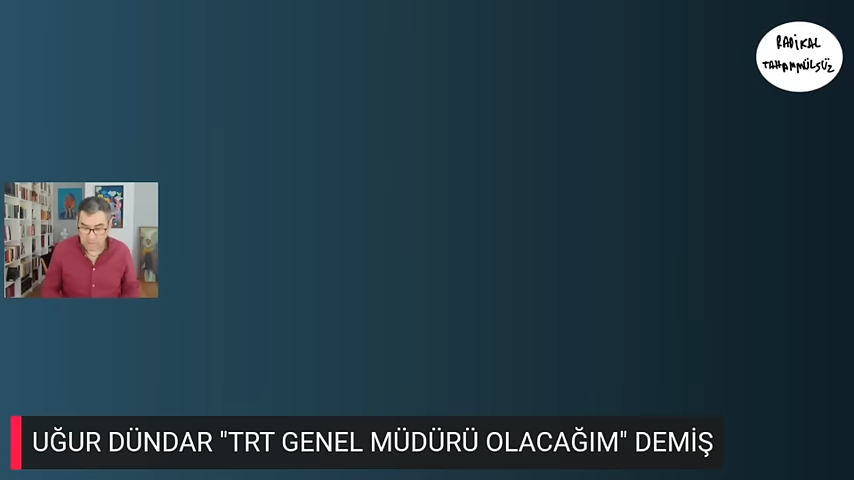 RADİKAL
TAHAMMÜLSÜZ
UĞUR DÜNDAR "TRT GENEL MÜDÜRÜ OLACAĞIM" DEMİŞ